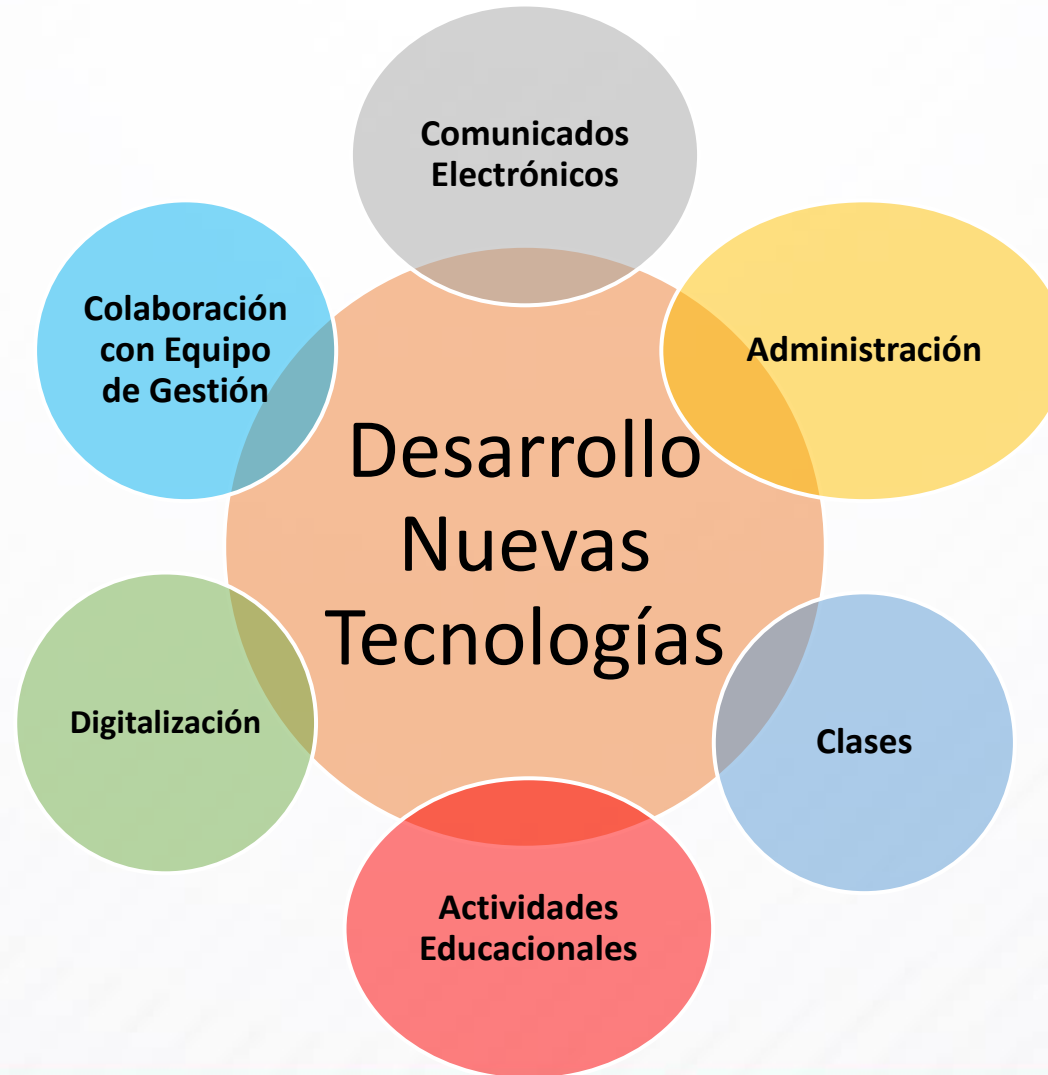 Comunicados
Electrónicos
Administración
Clases
Actividades
Educacionales
Digitalización
Colaboración
con Equipo
de Gestión
Desarrollo
Nuevas
Tecnologías